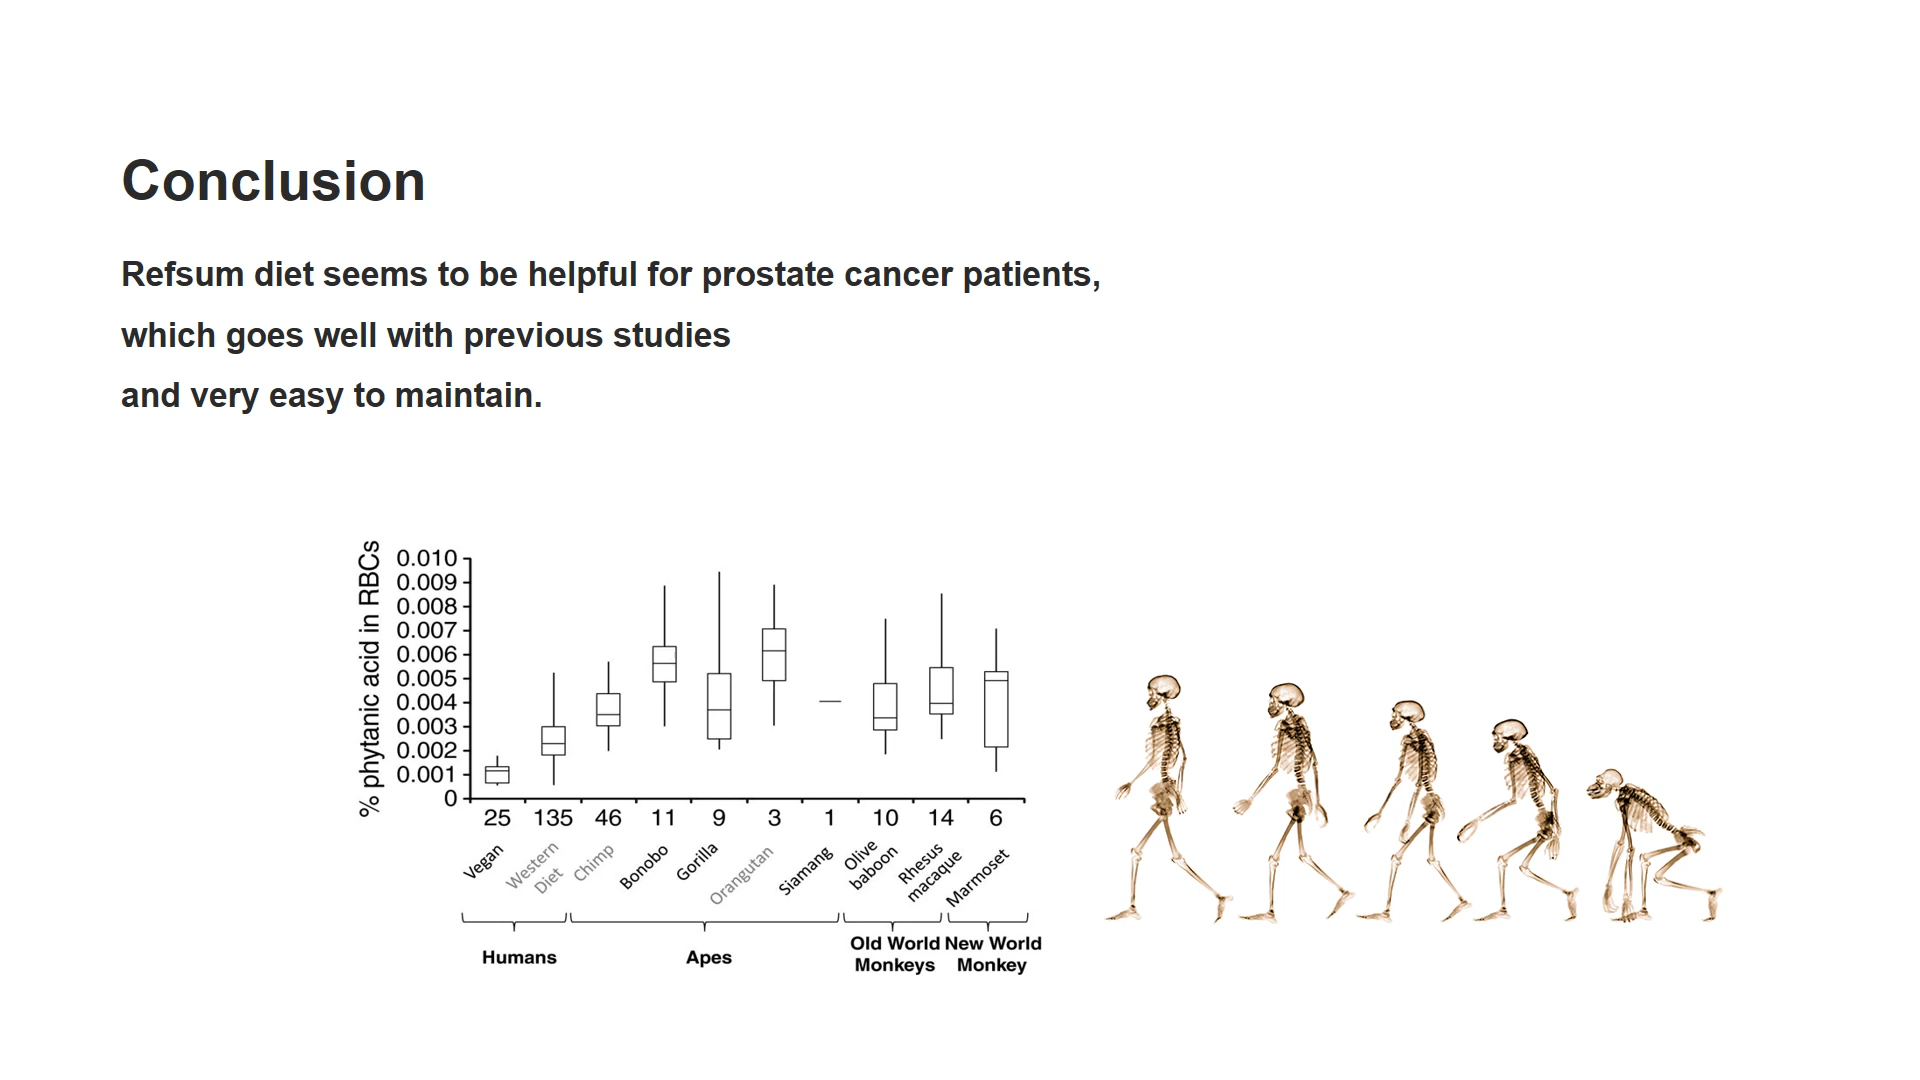 Conclusion
Refsum diet seems to be helpful for prostate cancer patients,
which goes well with previous studies
and very easy to maintain.
% phytanic acid in RBCs
0.010
0.009
0.008
0.007
0.006
0.005
0.004
0.003
0.002
0.001
0
25 135 46 11 9 3 1 10 14 6
Vegan
Western
Diet
Chimp
Bonobo
Gorilla
Orangutan
Siamang
Olive
baboon
Rhesus
macaque
Marmoset
Humans
Apes
Old World
Monkeys
New World
Monkey